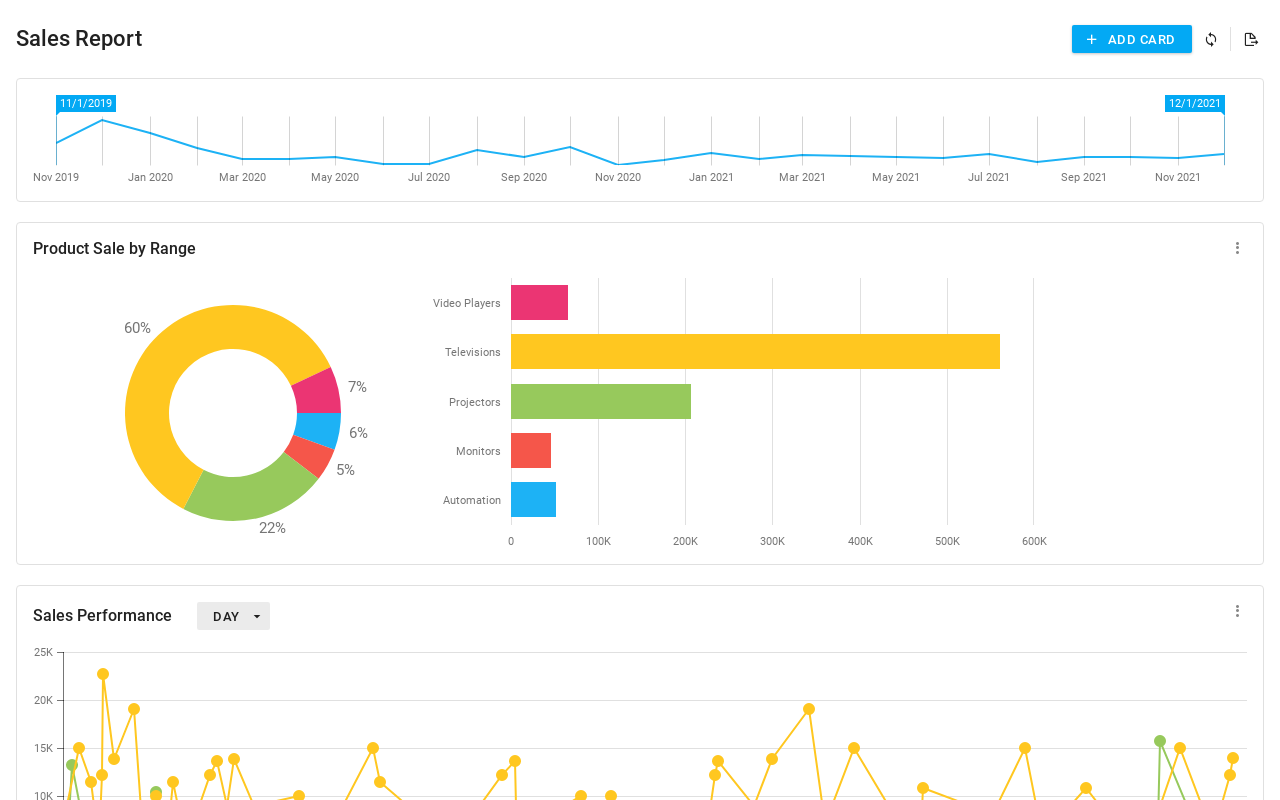 Sales Report
ADD CARD
11/1/2019
12/1/2021
Nov 2019 Jan 2020 Mar 2020 May 2020 Jul 2020 Sep 2020 Nov 2020 Jan 2021 Mar 2021 May 2021 Jul 2021 Sep 2021 Nov 2021
Product Sale by Range
60%
7%
6%
5%
22%
Video Players
Televisions
Projectors
Monitors
Automation
0 100K 200K 300K 400K 500K 600K
Sales Performance DAY
25K
20K
15K
10K